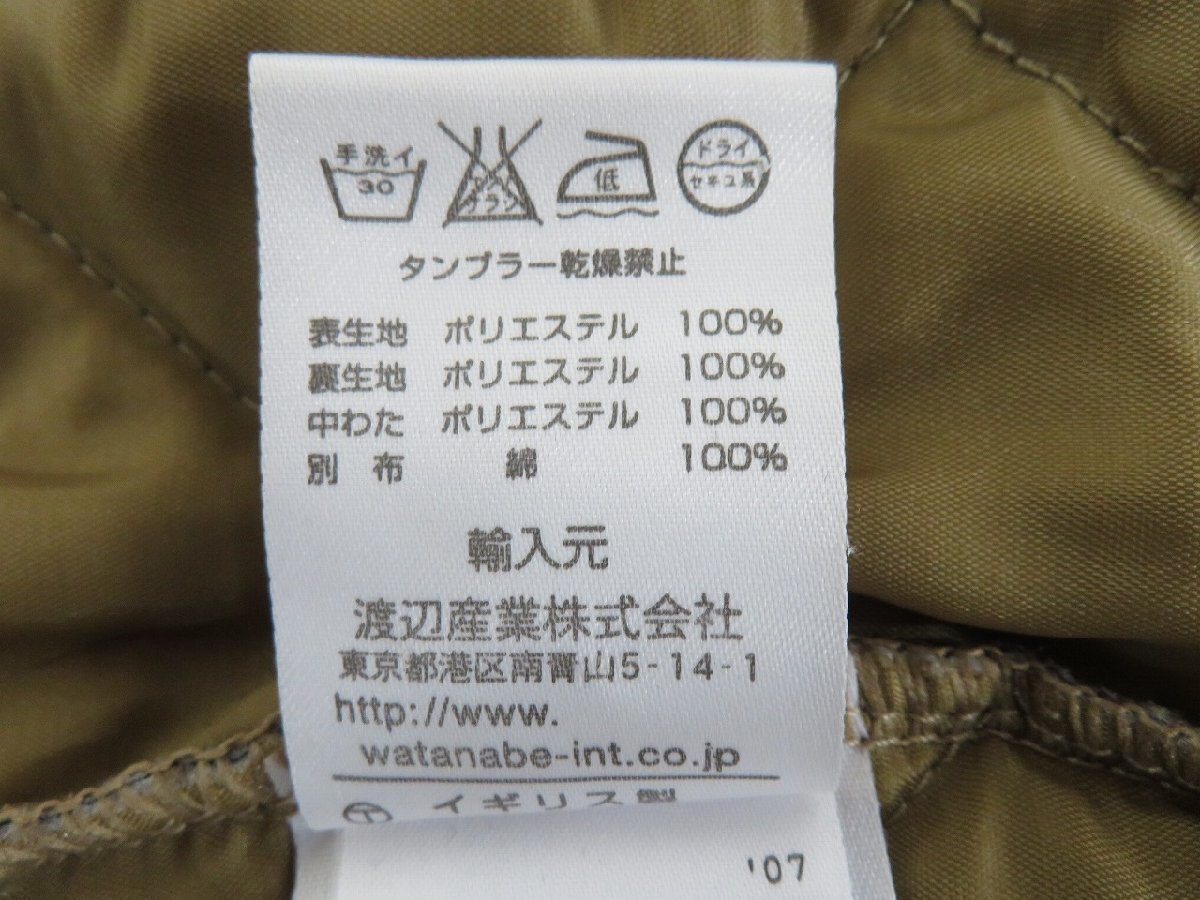 手洗イ 30 エンソ サラシ 低 ドライ セキユ系
タンブラー乾燥禁止
表生地 ポリエステル 100%
裏生地 ポリエステル 100%
中わた ポリエステル 100%
別 布 綿 100%
輸入元
渡辺産業株式会社
東京都港区南青山5-14-1
http://www.
watanabe-int.co.jp
イギリス製
'07